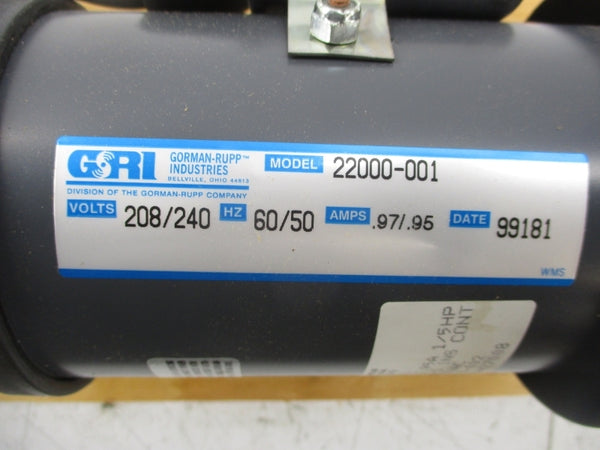 GRI
GORMAN-RUPP™
INDUSTRIES
BELLVILLE, OHIO 44813
DIVISION OF THE GORMAN-RUPP COMPANY
MODEL 22000-001
VOLTS 208/240 HZ 60/50 AMPS .97/.95 DATE 99181
WMS
1/5HP
CONT